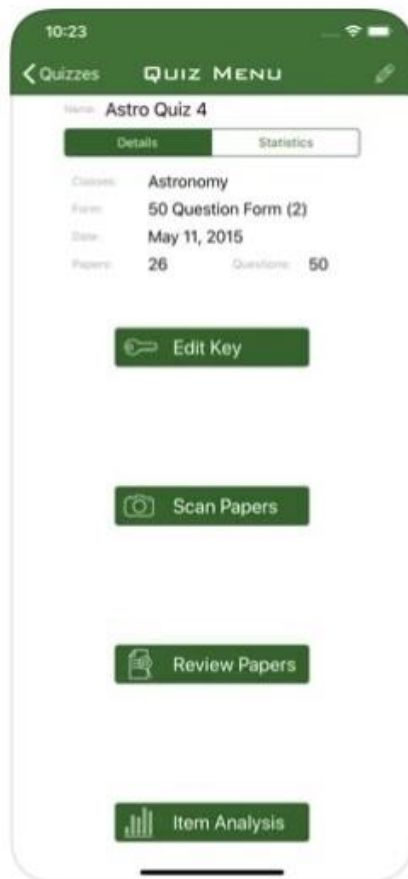 10:23
Quizzes QUIZ MENU
Name: Astro Quiz 4
Details Statistics
Classes: Astronomy
Form: 50 Question Form (2)
Date: May 11, 2015
Papers: 26 Questions: 50
Edit Key
Scan Papers
Review Papers
Item Analysis